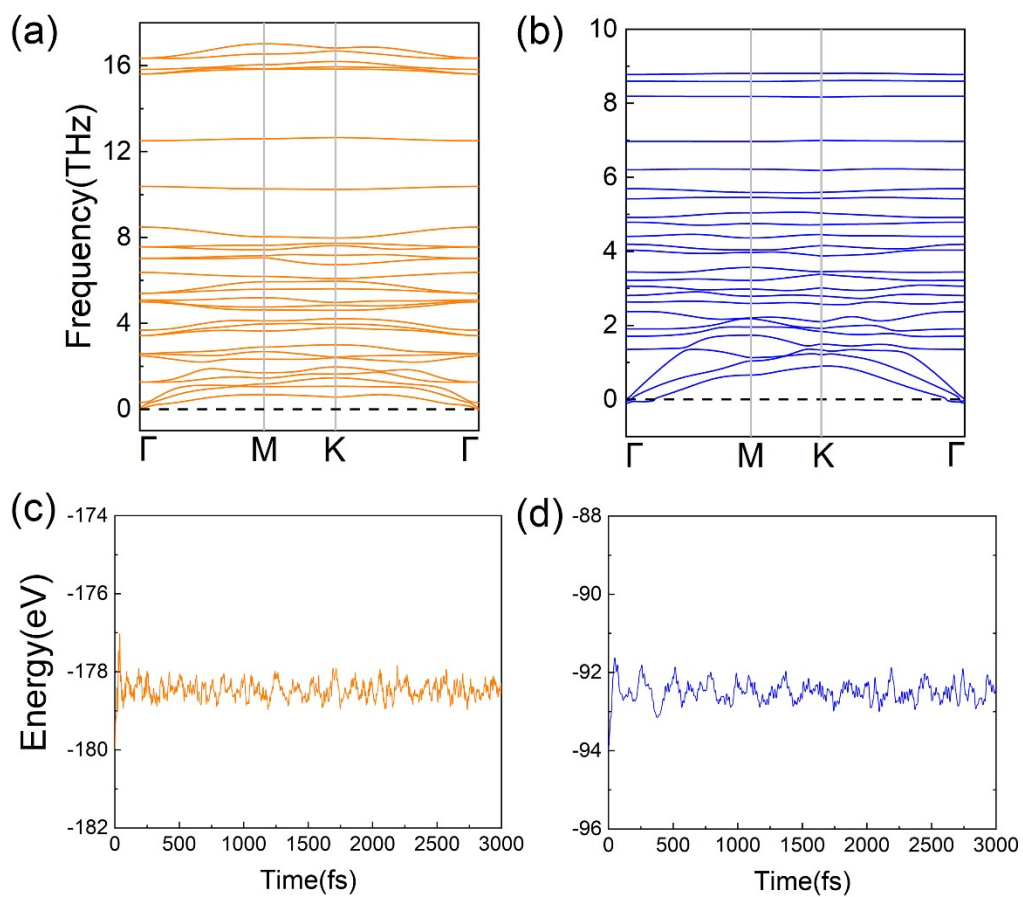 (a)
Frequency(THz)
16
12
8
4
0
Γ M K Γ
(b)
10
8
6
4
2
0
Γ M K Γ
(c)
Energy(eV)
-174
-176
-178
-180
-182
0 500 1000 1500 2000 2500 3000
Time(fs)
(d)
-88
-90
-92
-94
-96
0 500 1000 1500 2000 2500 3000
Time(fs)